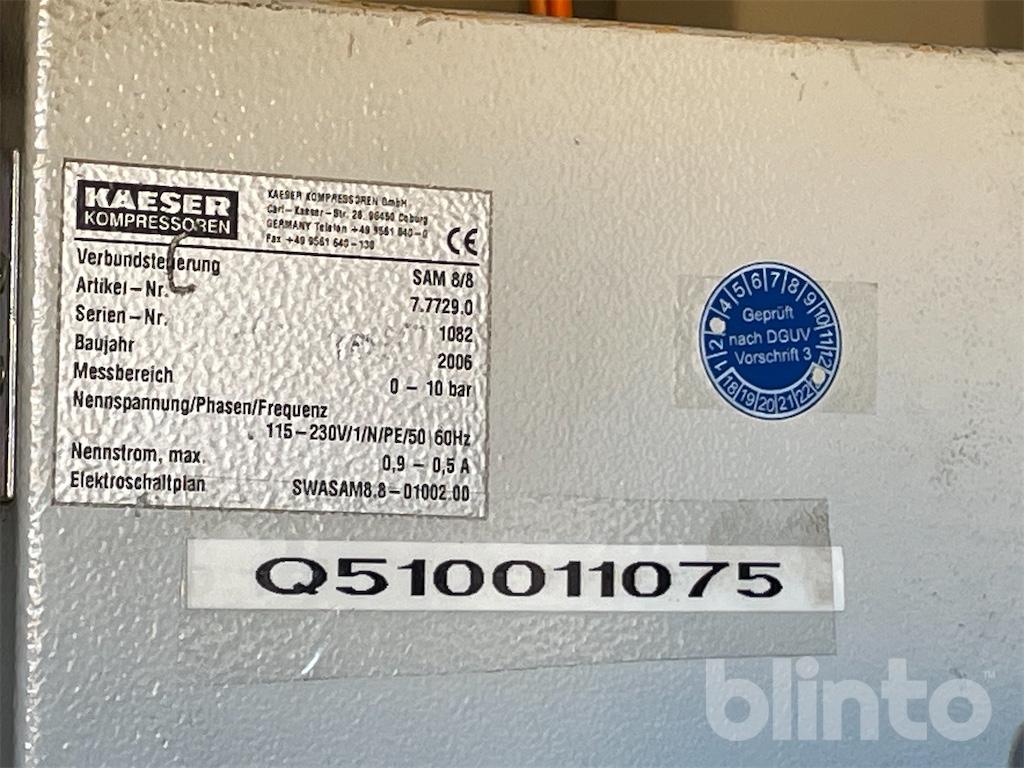 KAESER
KOMPRESSOREN
KAESER KOMPRESSOREN GmbH
Carl-Kaeser-Str. 26, 96450 Coburg
GERMANY Telefon +49 9561 640-0
Fax +49 9561 640-130
CE
Verbundsteuerung SAM 8/8
Artikel-Nr. 7.7729.0
Serien-Nr. 1082
Baujahr 2006
Messbereich 0 - 10 bar
Nennspannung/Phasen/Frequenz
115-230V/1/N/PE/50 60Hz
Nennstrom, max. 0,9 - 0,5 A
Elektroschaltplan SWASAM8.8-01002.00
1 2 4 5 6 7 8 9 10 11 12
Geprüft
nach DGUV
Vorschrift 3
18 19 20 21 22
Q510011075
blinto™